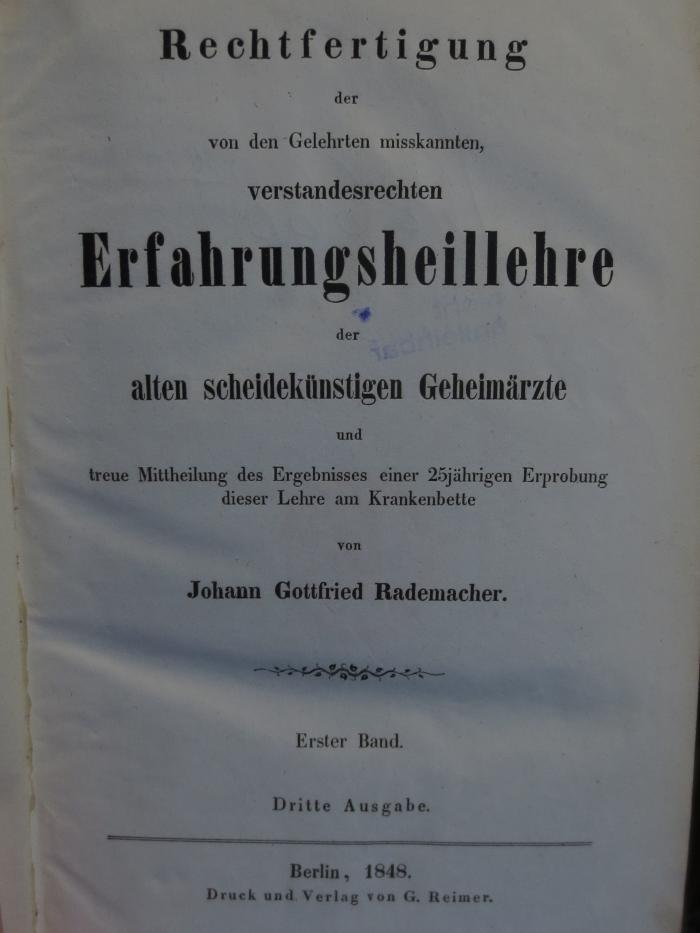 Rechtfertigung
der
von den Gelehrten misskannten,
verstandesrechten
Erfahrungsheillehre
der
alten scheidekünstigen Geheimärzte
und
treue Mittheilung des Ergebnisses einer 25jährigen Erprobung
dieser Lehre am Krankenbette
von
Johann Gottfried Rademacher.
Erster Band.
Dritte Ausgabe.
Berlin, 1848.
Druck und Verlag von G. Reimer.